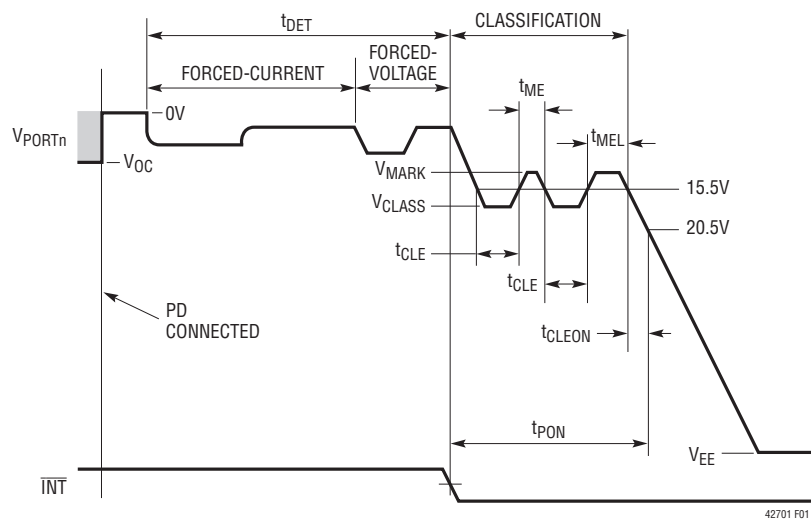 tDET
CLASSIFICATION
FORCED-CURRENT
FORCED-
VOLTAGE
tME
0V
tMEL
VPORTn
VOC
VMARK
15.5V
VCLASS
20.5V
tCLE
tCLE
PD
CONNECTED
tCLEON
tPON
VEE
INT
42701 F01